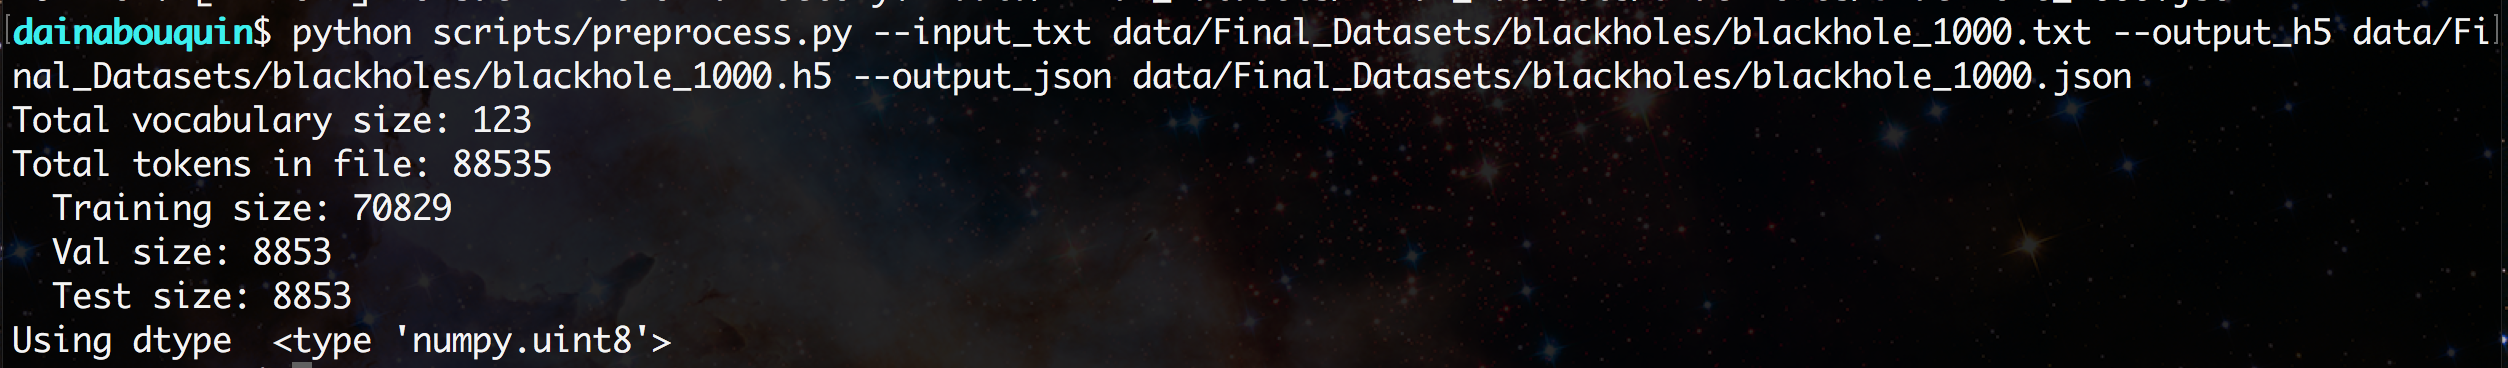 dainabouquin$ python scripts/preprocess.py --input_txt data/Final_Datasets/blackholes/blackhole_1000.txt --output_h5 data/Fi
nal_Datasets/blackholes/blackhole_1000.h5 --output_json data/Final_Datasets/blackholes/blackhole_1000.json
Total vocabulary size: 123
Total tokens in file: 88535
  Training size: 70829
  Val size: 8853
  Test size: 8853
Using dtype  <type 'numpy.uint8'>